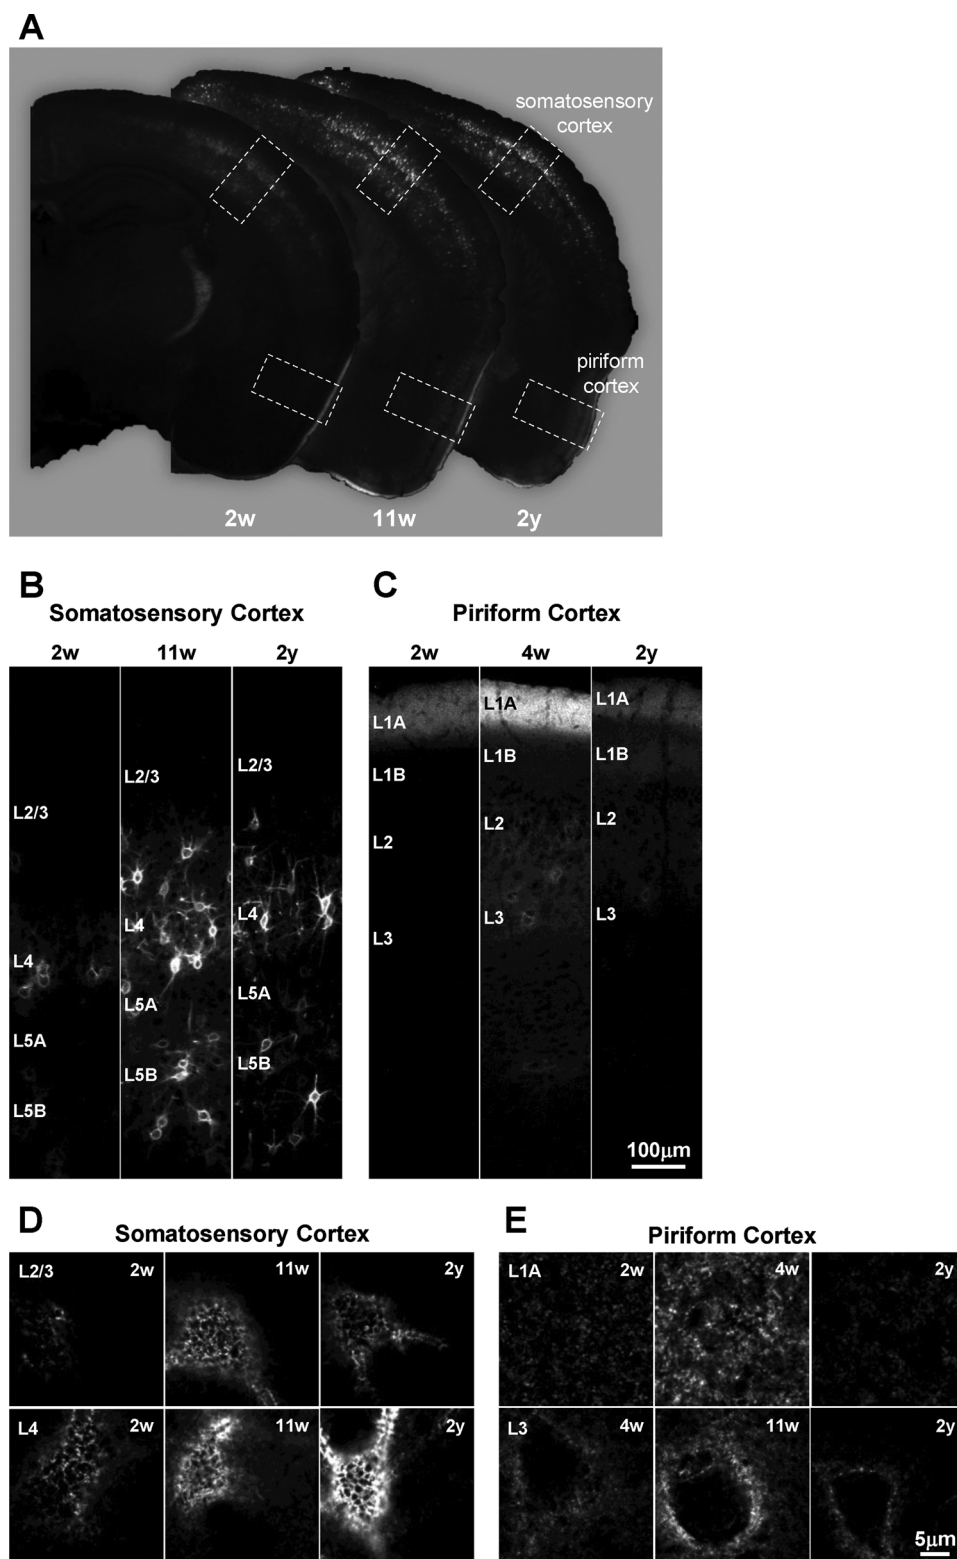 A
somatosensory
cortex
piriform
cortex
2w 11w 2y
B
Somatosensory Cortex
2w 11w 2y
L2/3
L4
L5A
L5B
L2/3
L4
L5A
L5B
L2/3
L4
L5A
L5B
C
Piriform Cortex
2w 4w 2y
L1A
L1B
L2
L3
L1A
L1B
L2
L3
L1A
L1B
L2
L3
100μm
D
Somatosensory Cortex
L2/3 2w 11w 2y
L4 2w 11w 2y
E
Piriform Cortex
L1A 2w 4w 2y
L3 4w 11w 2y
5μm